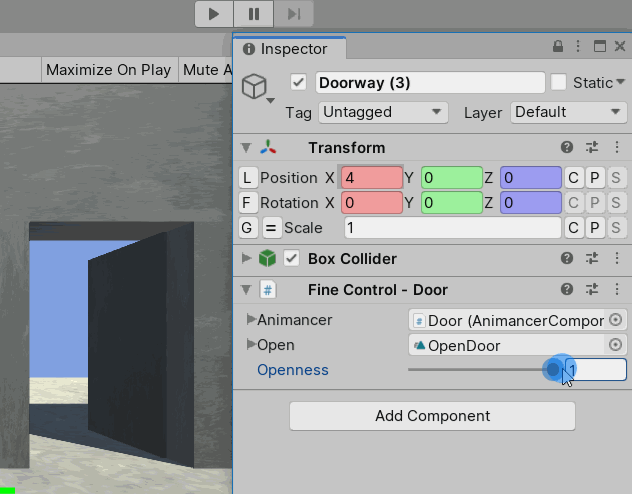 Inspector
Maximize On Play Mute A
Doorway (3) Static
Tag Untagged Layer Default
Transform
L Position X 4 Y 0 Z 0 C P S
F Rotation X 0 Y 0 Z 0 C P S
G = Scale 1 C P S
Box Collider
# Fine Control - Door
Animancer # Door (AnimancerCompor
Open OpenDoor
Openness 1
Add Component